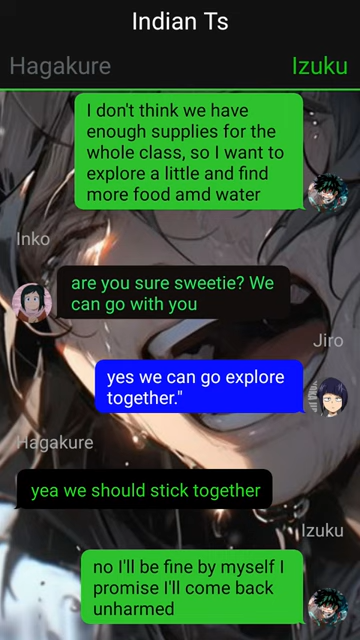 Indian Ts
Hagakure
Izuku
I don't think we have
enough supplies for the
whole class, so I want to
explore a little and find
more food amd water
Inko
are you sure sweetie? We
can go with you
Jiro
yes we can go explore
together."
Hagakure
yea we should stick together
Izuku
no I'll be fine by myself I
promise I'll come back
unharmed